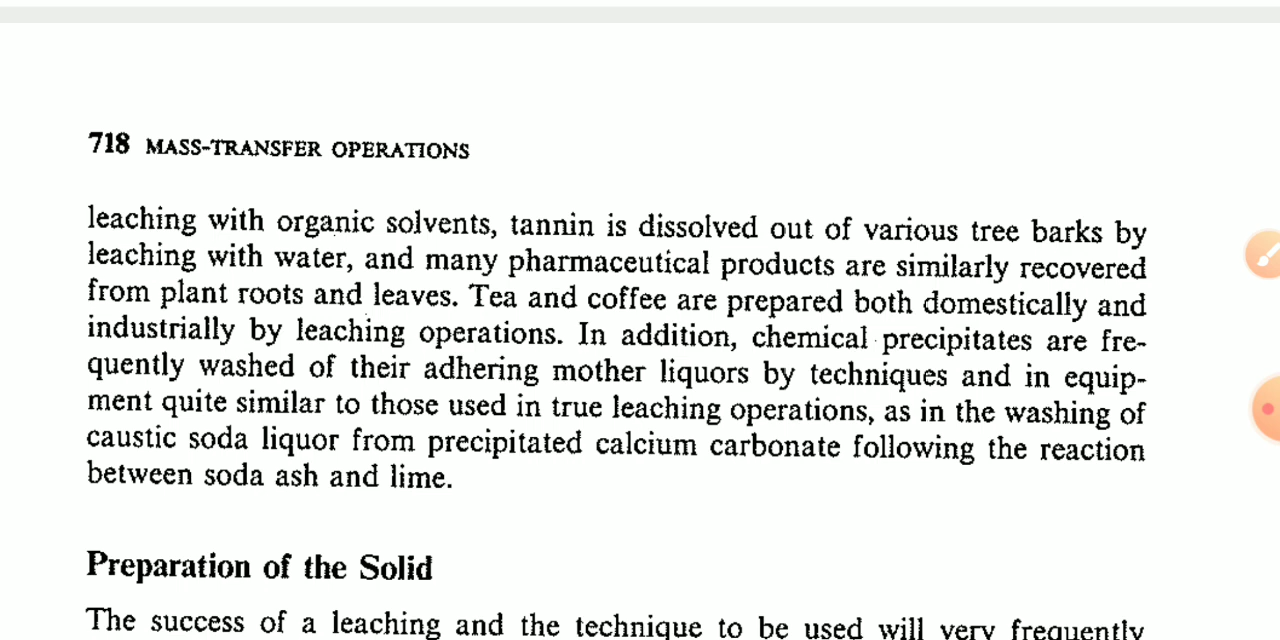 718 MASS-TRANSFER OPERATIONS
leaching with organic solvents, tannin is dissolved out of various tree barks by
leaching with water, and many pharmaceutical products are similarly recovered
from plant roots and leaves. Tea and coffee are prepared both domestically and
industrially by leaching operations. In addition, chemical precipitates are fre-
quently washed of their adhering mother liquors by techniques and in equip-
ment quite similar to those used in true leaching operations, as in the washing of
caustic soda liquor from precipitated calcium carbonate following the reaction
between soda ash and lime.
Preparation of the Solid
The success of a leaching and the technique to be used will very frequently